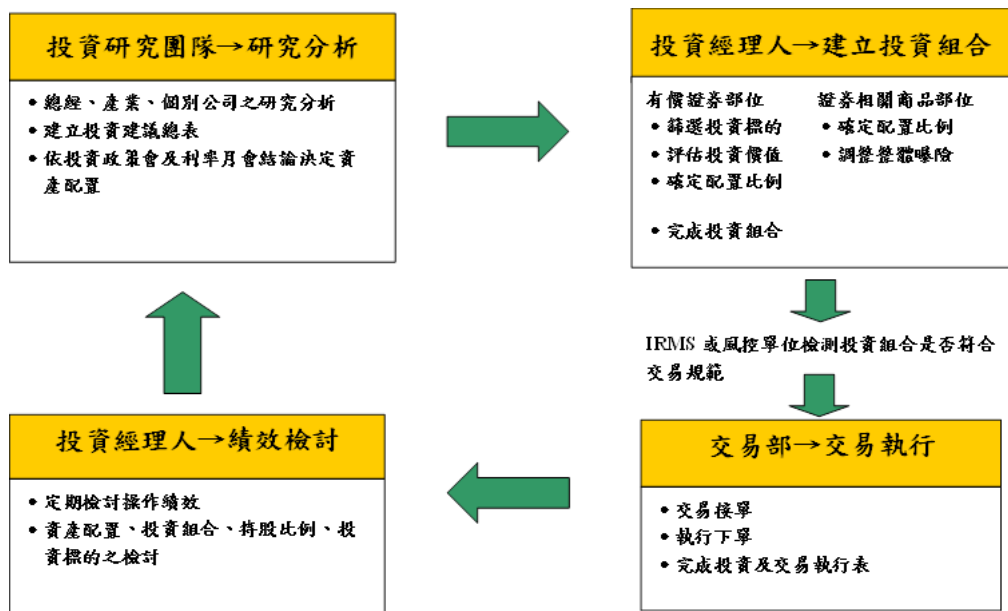 投資研究團隊→研究分析
• 總經、產業、個別公司之研究分析
• 建立投資建議總表
• 依投資政策會及利率月會結論決定資
產配置
投資經理人→建立投資組合
有價證券部位
• 篩選投資標的
• 評估投資價值
• 確定配置比例
• 完成投資組合
證券相關商品部位
• 確定配置比例
• 調整整體曝險
IRMS 或風控單位檢測投資組合是否符合
交易規範
交易部→交易執行
• 交易接單
• 執行下單
• 完成投資及交易執行表
投資經理人→績效檢討
• 定期檢討操作績效
• 資產配置、投資組合、持股比例、投
資標的之檢討